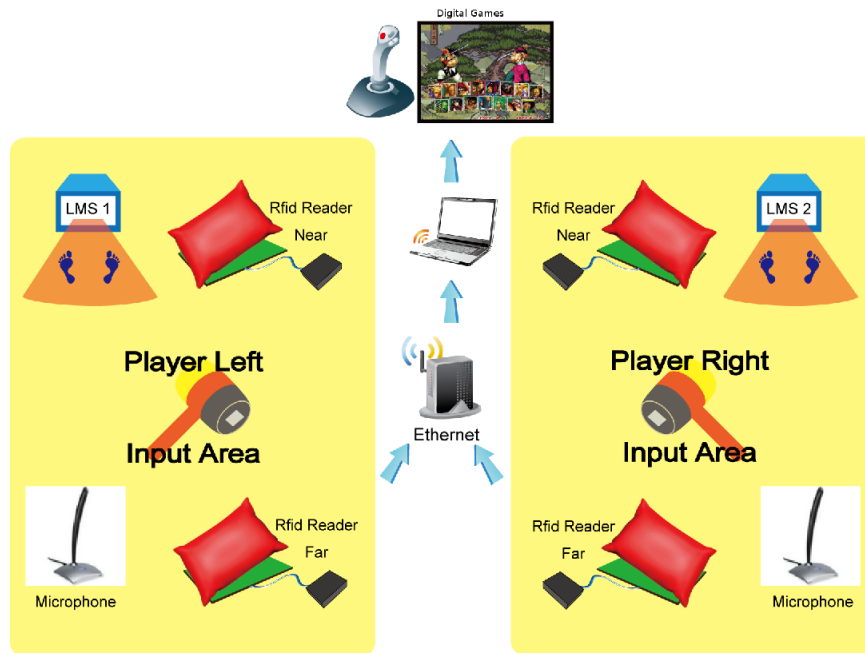 Digital Games
LMS 1
Rfid Reader
Near
Player Left
Input Area
Microphone
Rfid Reader
Far
Ethernet
Rfid Reader
Near
LMS 2
Player Right
Input Area
Rfid Reader
Far
Microphone